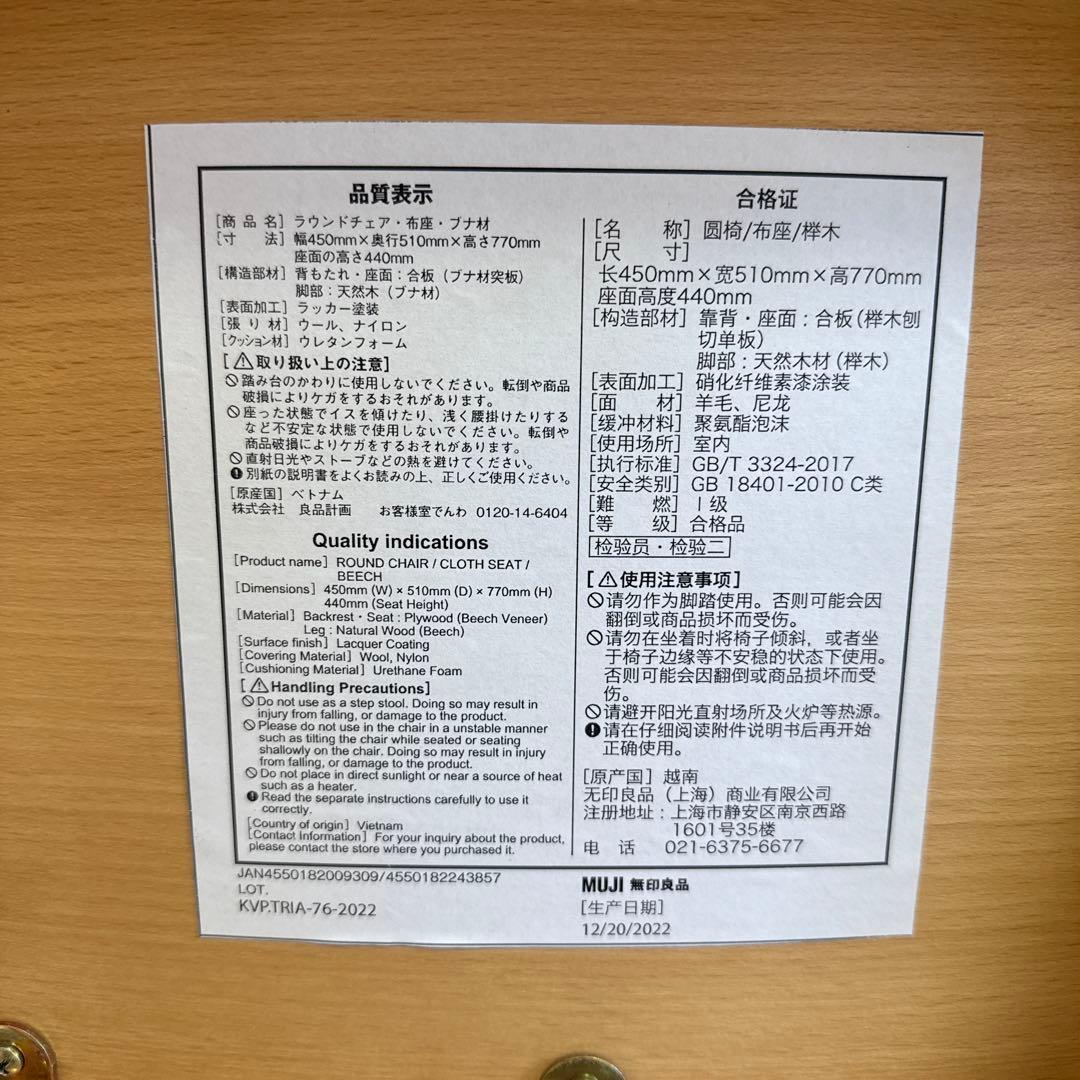 品質表示
[商品名] ラウンドチェア・布座・ブナ材
[寸 法] 幅450mm×奥行510mm×高さ770mm
座面の高さ440mm
[構造部材] 背もたれ・座面：合板（ブナ材突板）
脚部：天然木（ブナ材）
[表面加工] ラッカー塗装
[張り材] ウール、ナイロン
[クッション材] ウレタンフォーム
[⚠取り扱い上の注意]
🚫踏み台のかわりに使用しないでください。転倒や商品
破損によりケガをするおそれがあります。
🚫座った状態でイスを傾けたり、浅く腰掛けたりする
など不安定な状態で使用しないでください。転倒や
商品破損によりケガをするおそれがあります。
🚫直射日光やストーブなどの熱を避けてください。
❗別紙の説明書をよくお読みの上、正しくご使用ください。
[原産国] ベトナム
株式会社 良品計画 お客様室でんわ 0120-14-6404
Quality indications
[Product name] ROUND CHAIR / CLOTH SEAT /
BEECH
[Dimensions] 450mm (W) × 510mm (D) × 770mm (H)
440mm (Seat Height)
[Material] Backrest・Seat : Plywood (Beech Veneer)
Leg : Natural Wood (Beech)
[Surface finish] Lacquer Coating
[Covering Material] Wool, Nylon
[Cushioning Material] Urethane Foam
[⚠Handling Precautions]
🚫Do not use as a step stool. Doing so may result in
injury from falling, or damage to the product.
🚫Please do not use in the chair in a unstable manner
such as tilting the chair while seated or seating
shallowly on the chair. Doing so may result in injury
from falling, or damage to the product.
🚫Do not place in direct sunlight or near a source of heat
such as a heater.
❗Read the separate instructions carefully to use it
correctly.
[Country of origin] Vietnam
[Contact Information] For your inquiry about the product,
please contact the store where you purchased it.
合格证
[名 称] 圆椅/布座/榉木
[尺 寸]
长450mm×宽510mm×高770mm
座面高度440mm
[构造部材] 靠背・座面：合板（榉木刨
切单板）
脚部：天然木材（榉木）
[表面加工] 硝化纤维素漆涂装
[面 材] 羊毛、尼龙
[缓冲材料] 聚氨酯泡沫
[使用场所] 室内
[执行标准] GB/T 3324-2017
[安全类别] GB 18401-2010 C类
[難 燃] Ⅰ级
[等 级] 合格品
检验员・检验二
[⚠使用注意事项]
🚫请勿作为脚踏使用。否则可能会因
翻倒或商品损坏而受伤。
🚫请勿在坐着时将椅子倾斜，或者坐
于椅子边缘等不安稳的状态下使用。
否则可能会因翻倒或商品损坏而受
伤。
🚫请避开阳光直射场所及火炉等热源。
❗请在仔细阅读附件说明书后再开始
正确使用。
[原产国] 越南
无印良品（上海）商业有限公司
注册地址：上海市静安区南京西路
1601号35楼
电 话 021-6375-6677
JAN4550182009309/4550182243857
LOT.
KVP.TRIA-76-2022
MUJI 無印良品
[生产日期]
12/20/2022